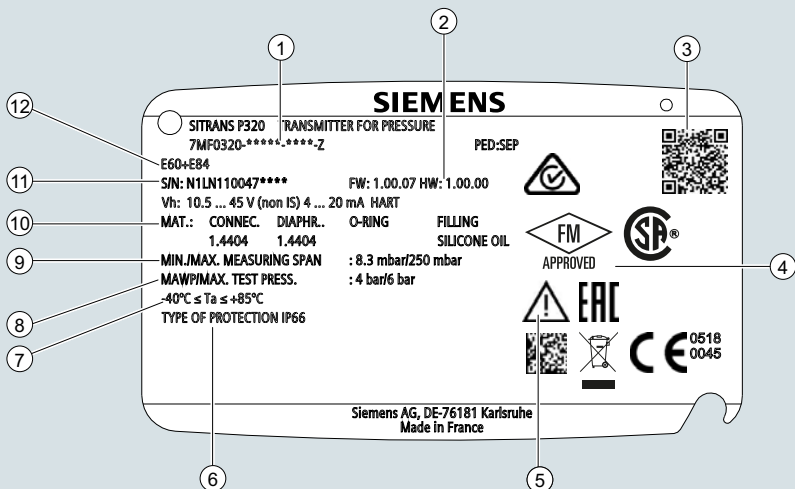 1
2
3
12
SIEMENS
SITRANS P320 TRANSMITTER FOR PRESSURE
7MF0320-*****-****-Z PED:SEP
E60+E84
11
S/N: N1LN110047**** FW: 1.00.07 HW: 1.00.00
Vh: 10.5 ... 45 V (non IS) 4 ... 20 mA HART
10
MAT.: CONNEC. DIAPHR.. O-RING FILLING
1.4404 1.4404 SILICONE OIL
FM
APPROVED
SA®
4
9
MIN./MAX. MEASURING SPAN : 8.3 mbar/250 mbar
MAWP/MAX. TEST PRESS. : 4 bar/6 bar
8
-40°C ≤ Ta ≤ +85°C
7
TYPE OF PROTECTION IP66
EAC
CE 0518
0045
Siemens AG, DE-76181 Karlsruhe
Made in France
6
5